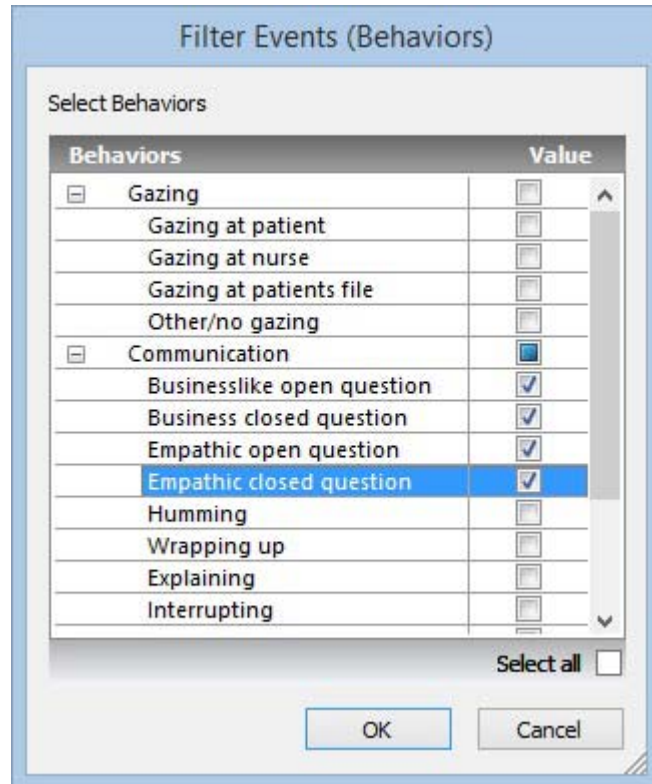 Filter Events (Behaviors)
Select Behaviors
Behaviors Value
Gazing
Gazing at patient
Gazing at nurse
Gazing at patients file
Other/no gazing
Communication
Businesslike open question
Business closed question
Empathic open question
Empathic closed question
Humming
Wrapping up
Explaining
Interrupting
Select all
OK Cancel